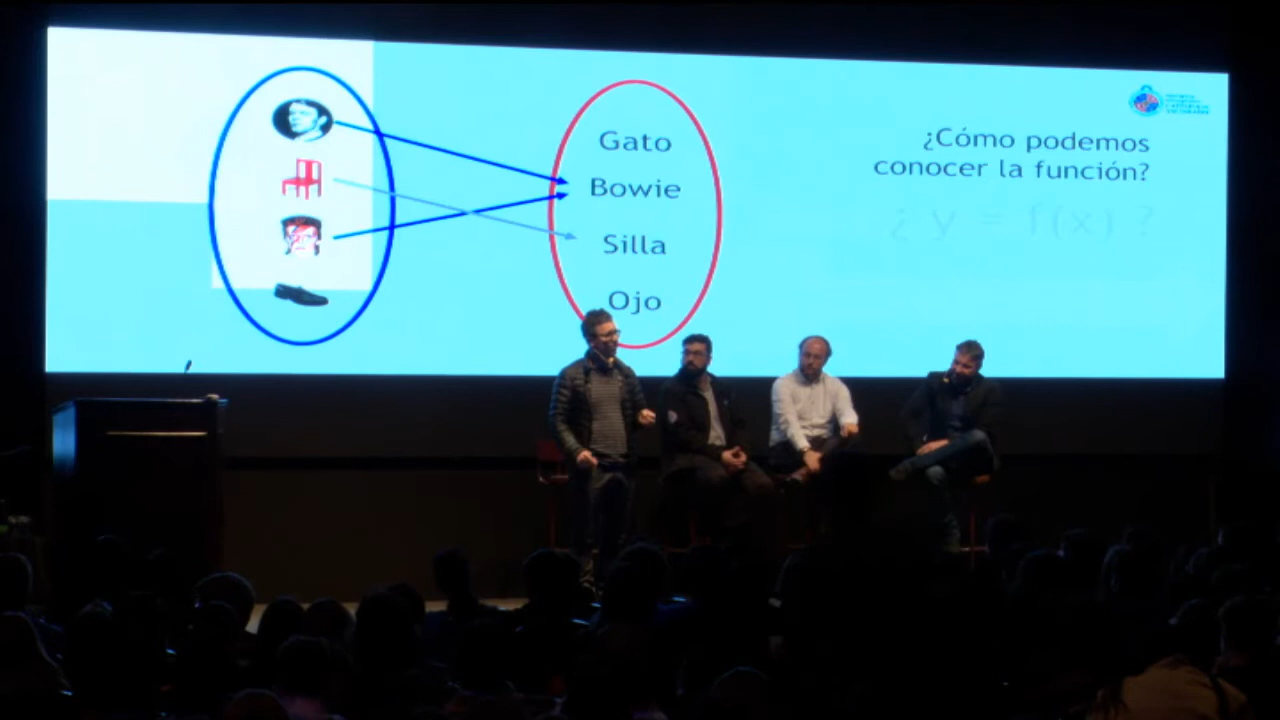 Gato
Bowie
Silla
Ojo
¿Cómo podemos
conocer la función?
¿ y = f(x) ?